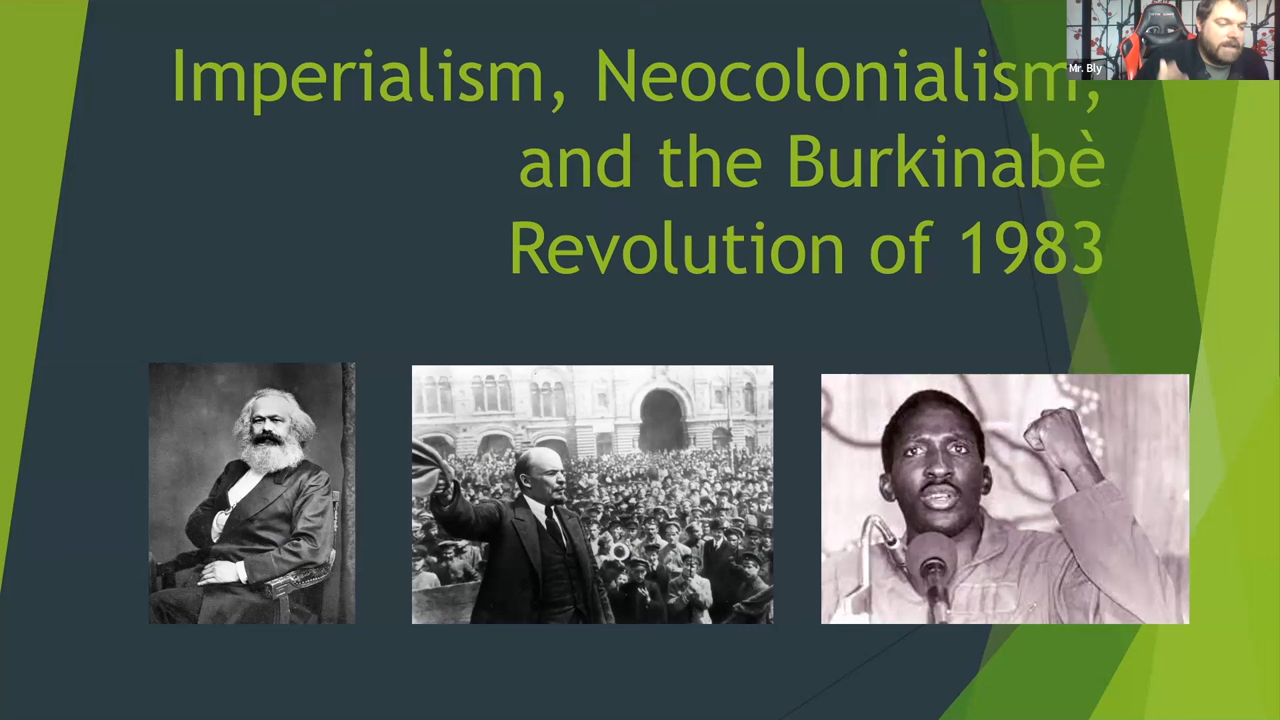 Imperialism, Neocolonialism,
and the Burkinabè
Revolution of 1983
Mr. Bly